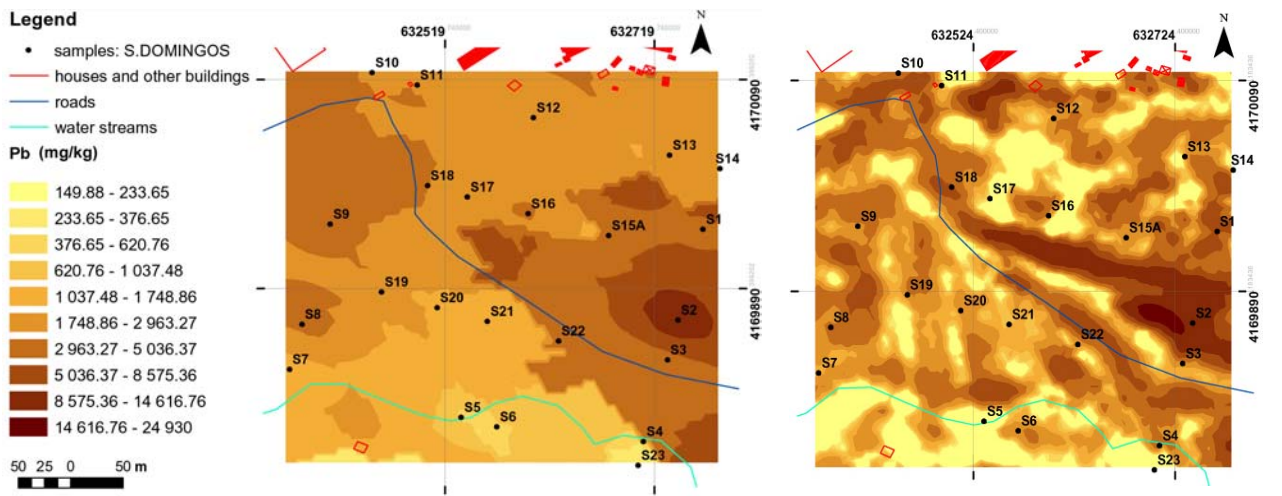 Legend
samples: S.DOMINGOS
houses and other buildings
roads
water streams
Pb (mg/kg)
149.88 - 233.65
233.65 - 376.65
376.65 - 620.76
620.76 - 1 037.48
1 037.48 - 1 748.86
1 748.86 - 2 963.27
2 963.27 - 5 036.37
5 036.37 - 8 575.36
8 575.36 - 14 616.76
14 616.76 - 24 930
50 25 0 50 m
632519
632719
N
S10
S11
S12
S13
S14
S18
S17
S16
S9
S15A
S1
S19
S20
S21
S8
S2
S22
S3
S7
S5
S6
S4
S23
4170090
4169890
632524
632724
N
S10
S11
S12
S13
S14
S18
S17
S16
S9
S15A
S1
S19
S20
S21
S8
S2
S22
S3
S7
S5
S6
S4
S23
4170090
4169890